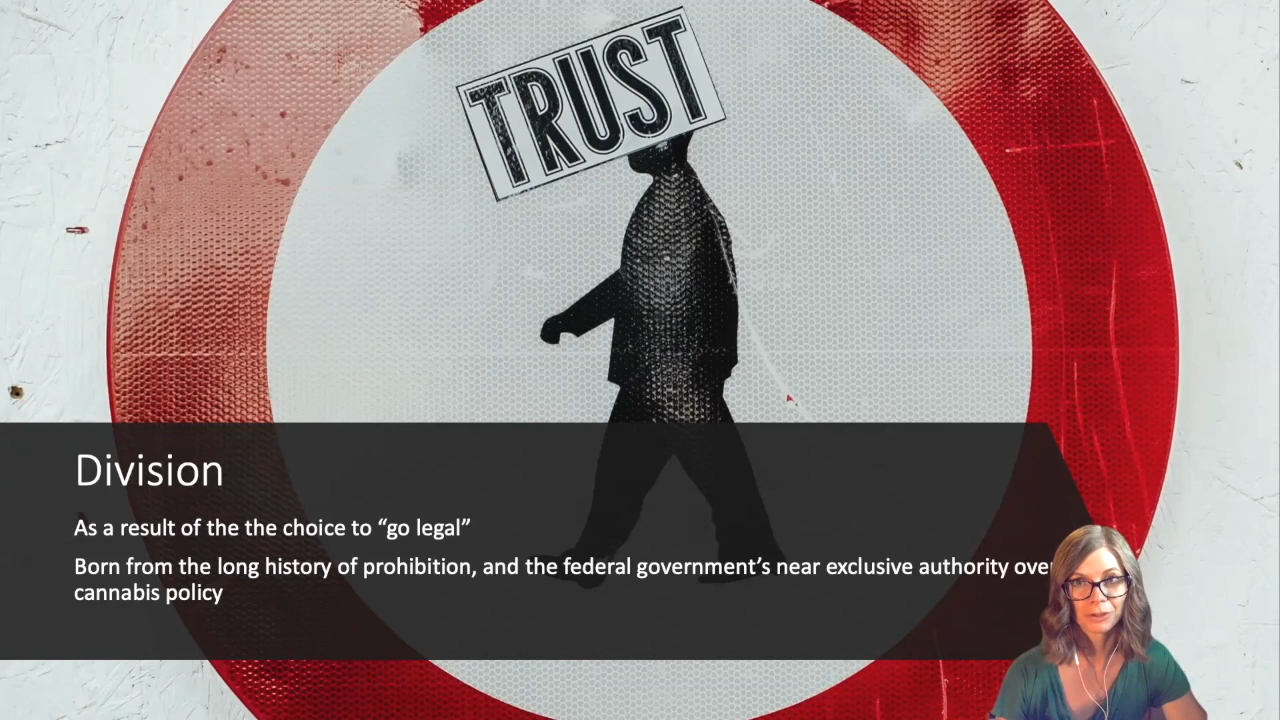 TRUST
Division
As a result of the the choice to “go legal”
Born from the long history of prohibition, and the federal government’s near exclusive authority over
cannabis policy